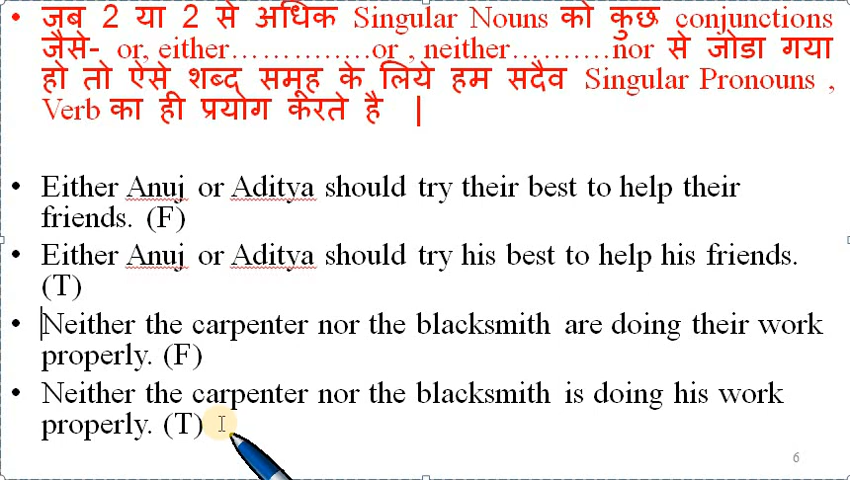 • जब 2 या 2 से अधिक Singular Nouns को कुछ conjunctions
जैसे- or, either..............or , neither..........nor से जोडा गया
हो तो ऐसे शब्द समूह के लिये हम सदैव Singular Pronouns ,
Verb का ही प्रयोग करते है |
• Either Anuj or Aditya should try their best to help their
friends. (F)
• Either Anuj or Aditya should try his best to help his friends.
(T)
• Neither the carpenter nor the blacksmith are doing their work
properly. (F)
• Neither the carpenter nor the blacksmith is doing his work
properly. (T)
6